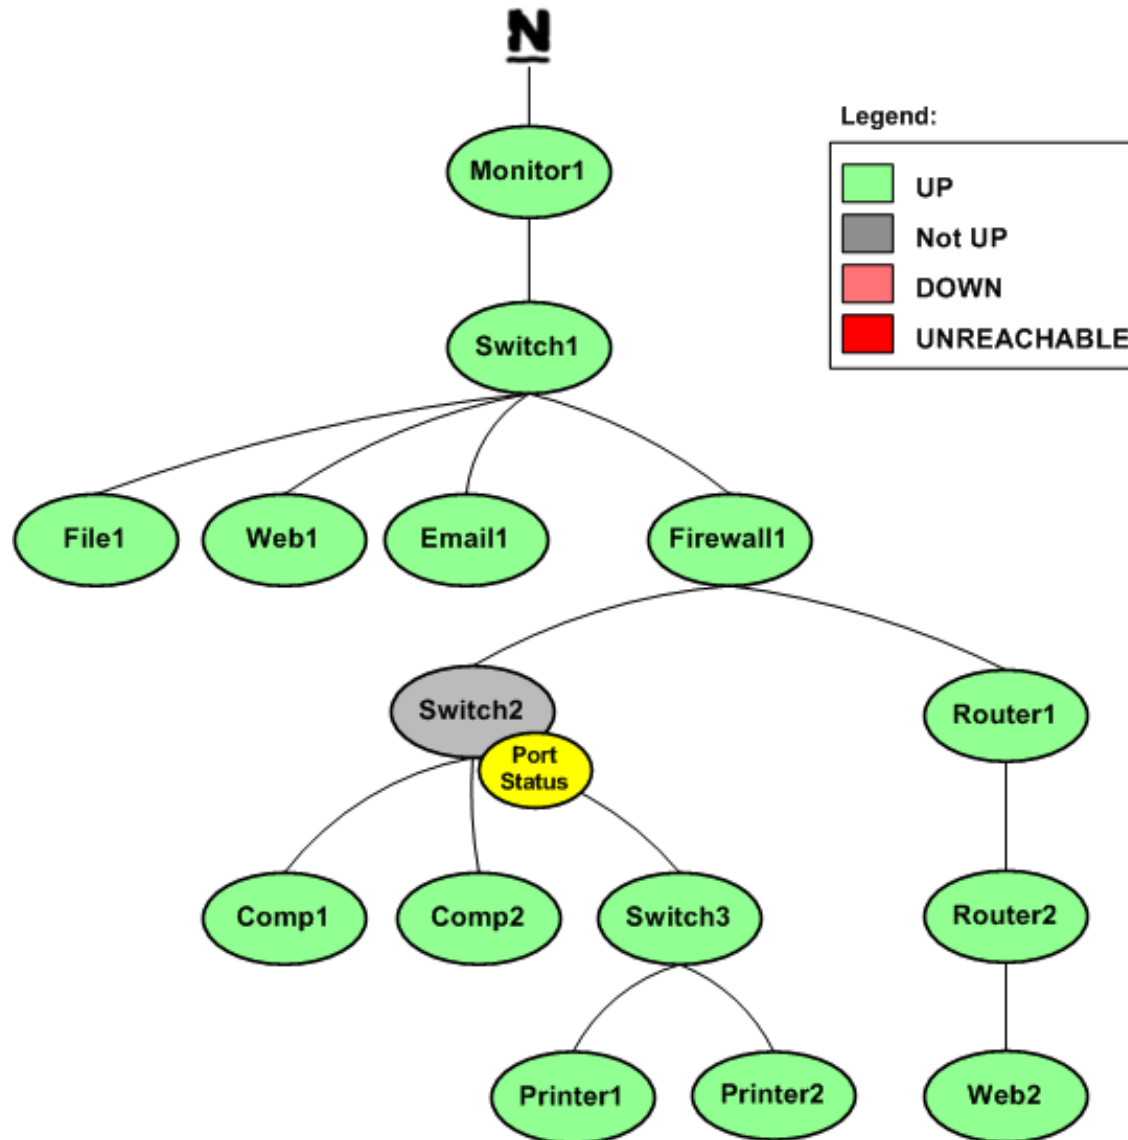 N
Monitor1
Legend:
UP
Not UP
DOWN
UNREACHABLE
Switch1
File1
Web1
Email1
Firewall1
Switch2
Port
Status
Router1
Comp1
Comp2
Switch3
Router2
Printer1
Printer2
Web2